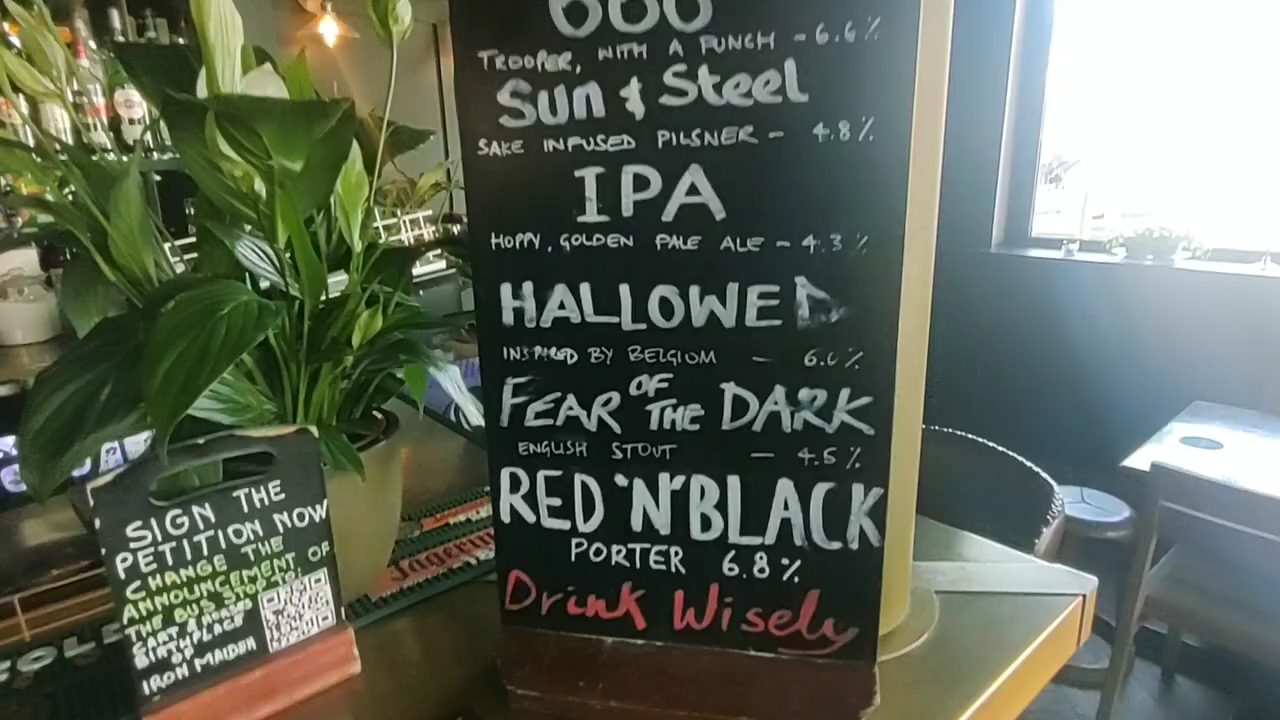 666
TROOPER, WITH A PUNCH - 6.6%
Sun & Steel
SAKE INFUSED PILSNER - 4.8%
IPA
HOPPY, GOLDEN PALE ALE - 4.3%
HALLOWED
INSPIRED BY BELGIUM - 6.0%
FEAR OF THE DARK
ENGLISH STOUT - 4.5%
RED 'N' BLACK
PORTER 6.8%
Drink Wisely
SIGN THE
PETITION NOW
CHANGE THE
ANNOUNCEMENT OF
THE BUS STOP TO,
CART & HORSES
BIRTHPLACE
OF
IRON MAIDEN